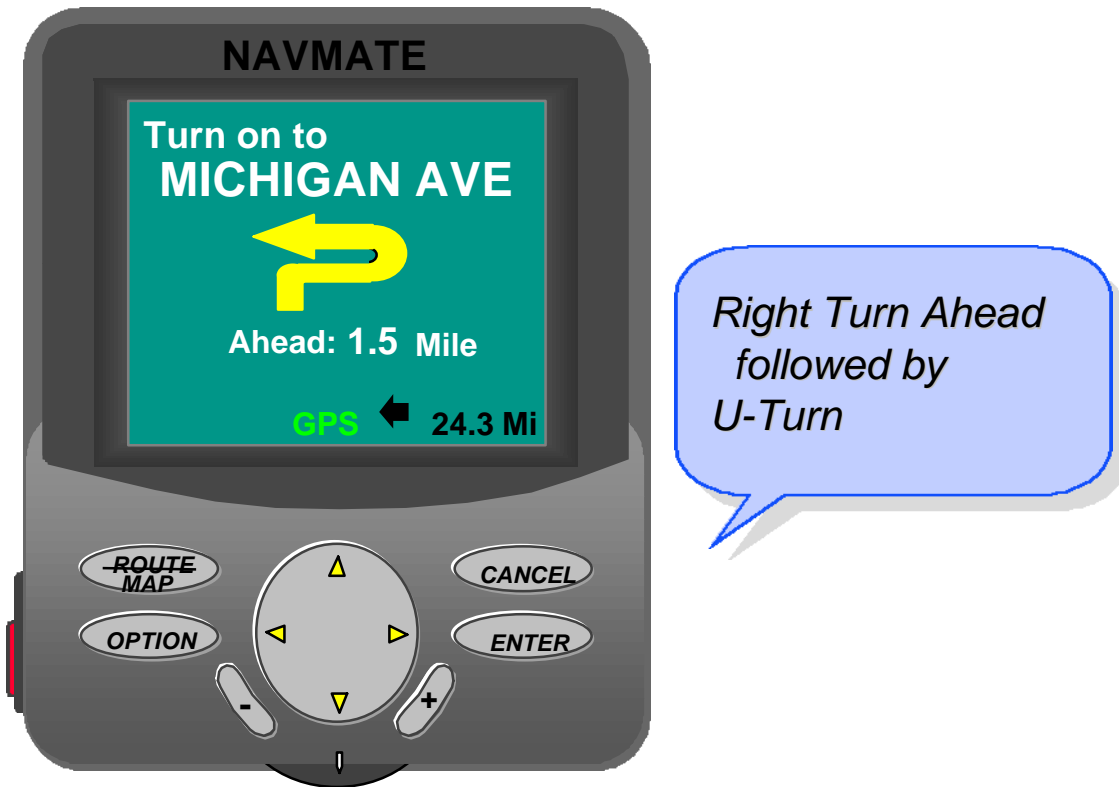 NAVMATE
Turn on to
MICHIGAN AVE
Ahead: 1.5 Mile
GPS 24.3 Mi
Right Turn Ahead
followed by
U-Turn
ROUTE
MAP
CANCEL
OPTION
ENTER
- +